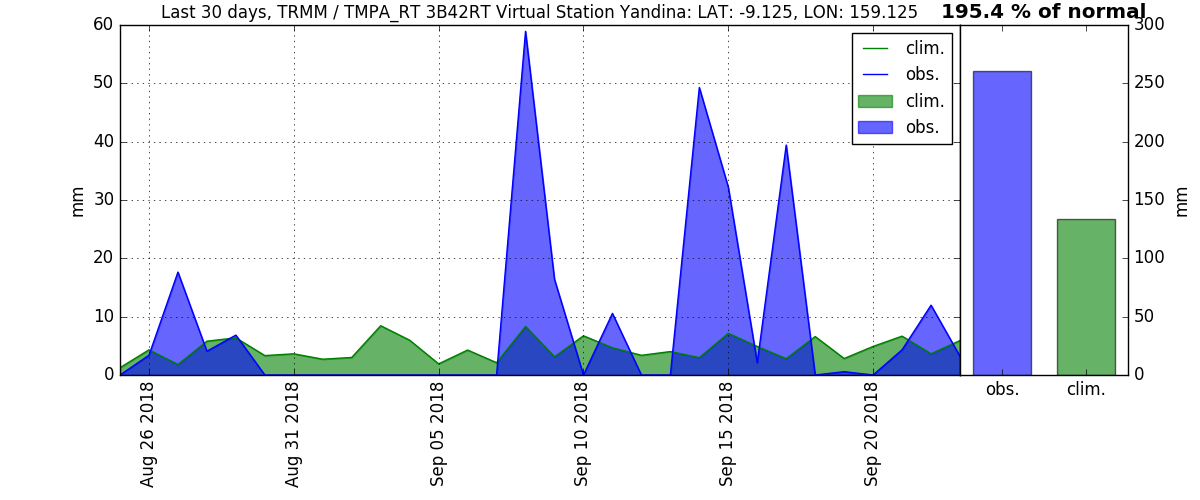 Last 30 days, TRMM / TMPA_RT 3B42RT Virtual Station Yandina: LAT: -9.125, LON: 159.125
195.4 % of normal
60
50
40
30
20
10
0
mm
clim.
obs.
clim.
obs.
Aug 26 2018
Aug 31 2018
Sep 05 2018
Sep 10 2018
Sep 15 2018
Sep 20 2018
300
250
200
150
100
50
0
mm
obs.
clim.